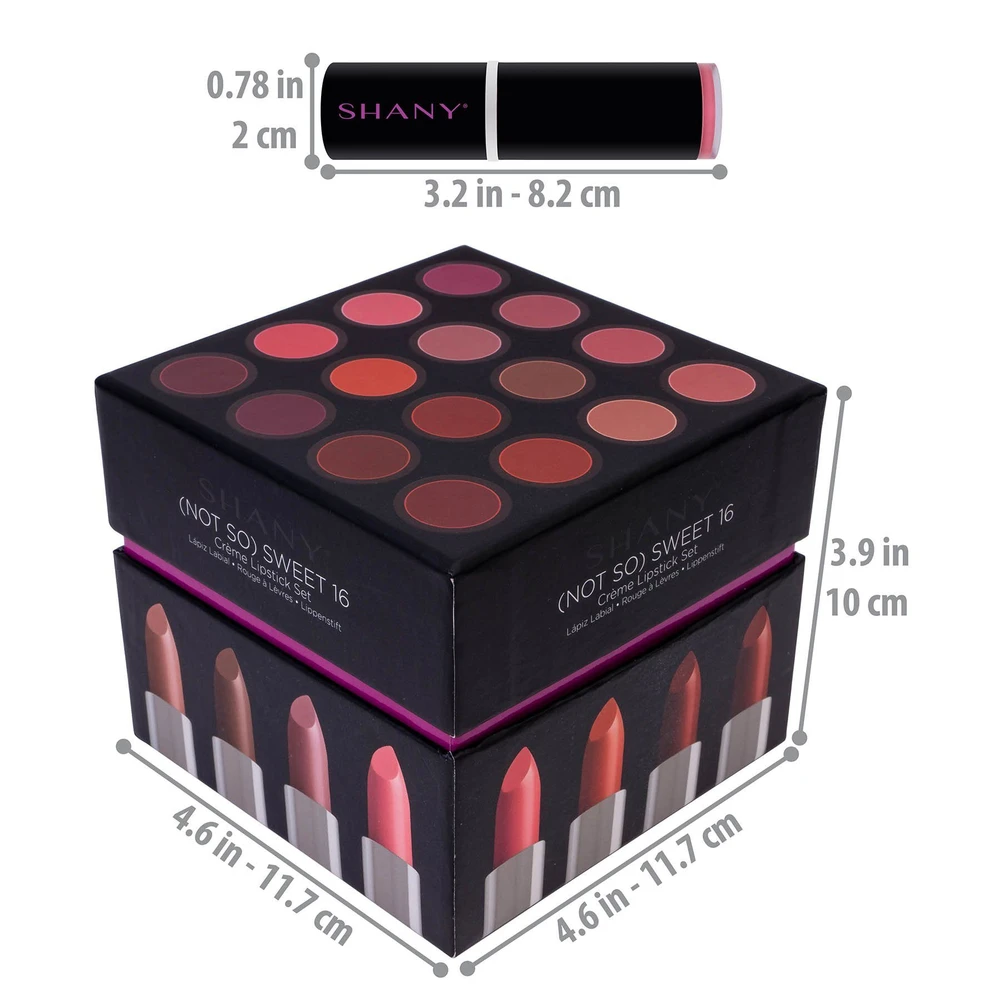 0.78 in
2 cm
SHANY®
3.2 in - 8.2 cm
SHANY
(NOT SO) SWEET 16
Crème Lipstick Set
Lápiz Labial • Rouge à Lèvres • Lippenstift
SHANY
(NOT SO) SWEET 16
Crème Lipstick Set
Lápiz Labial • Rouge à Lèvres • Lippenstift
3.9 in
10 cm
4.6 in - 11.7 cm
4.6 in - 11.7 cm